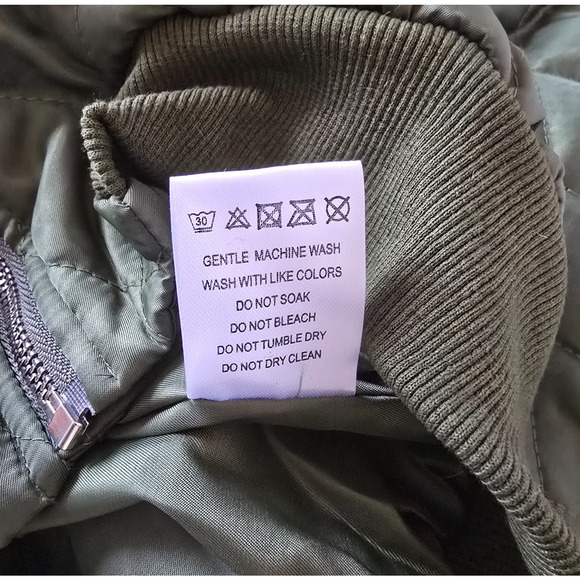 30
GENTLE MACHINE WASH
WASH WITH LIKE COLORS
DO NOT SOAK
DO NOT BLEACH
DO NOT TUMBLE DRY
DO NOT DRY CLEAN